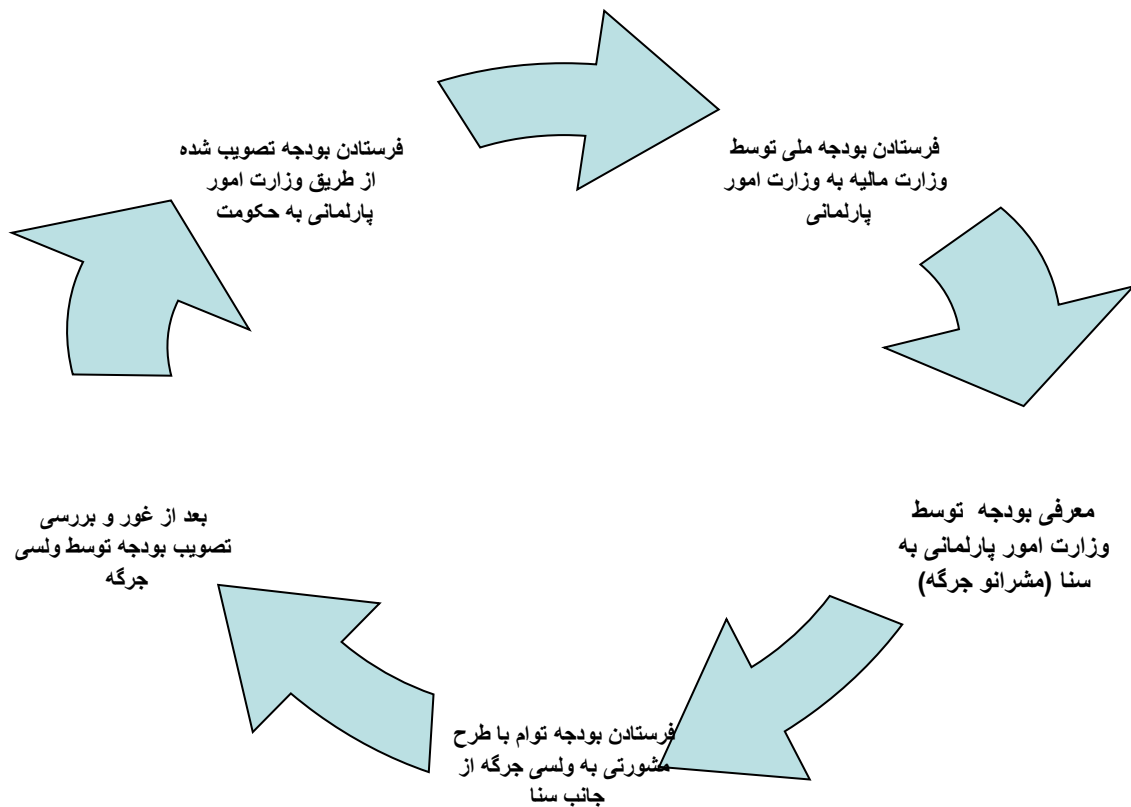 فرستادن بودجه ملی توسط
وزارت مالیه به وزارت امور
پارلمانی
معرفی بودجه توسط
وزارت امور پارلمانی به
سنا (مشرانو جرگه)
فرستادن بودجه توام با طرح
مشورتی به ولسی جرگه از
جانب سنا
بعد از غور و بررسی
تصویب بودجه توسط ولسی
جرگه
فرستادن بودجه تصویب شده
از طریق وزارت امور
پارلمانی به حکومت